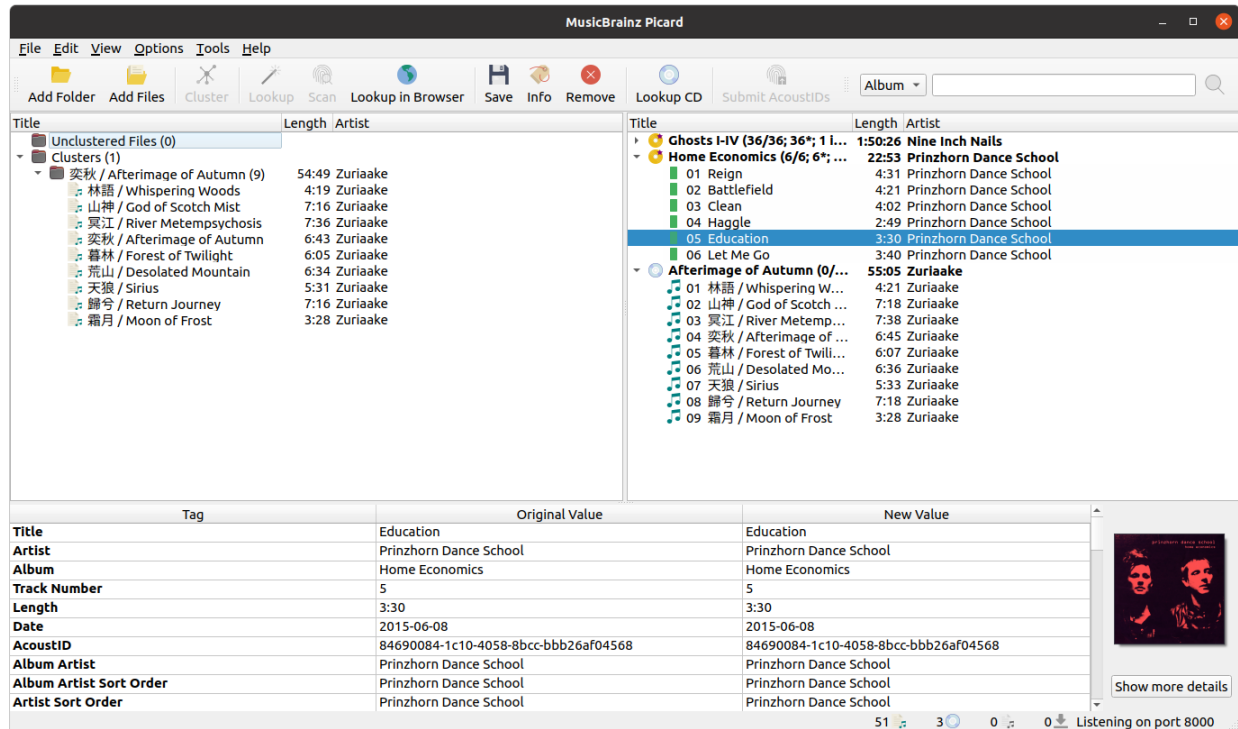 MusicBrainz Picard
File Edit View Options Tools Help
Add Folder Add Files Cluster Lookup Scan Lookup in Browser Save Info Remove Lookup CD Submit AcoustIDs Album
Title Length Artist
Unclustered Files (0)
Clusters (1)
奕秋 / Afterimage of Autumn (9) 54:49 Zuriaake
林語 / Whispering Woods 4:19 Zuriaake
山神 / God of Scotch Mist 7:16 Zuriaake
冥江 / River Metempsychosis 7:36 Zuriaake
奕秋 / Afterimage of Autumn 6:43 Zuriaake
暮林 / Forest of Twilight 6:05 Zuriaake
荒山 / Desolated Mountain 6:34 Zuriaake
天狼 / Sirius 5:31 Zuriaake
歸兮 / Return Journey 7:16 Zuriaake
霜月 / Moon of Frost 3:28 Zuriaake
Title Length Artist
Ghosts I-IV (36/36; 36*; 1 i... 1:50:26 Nine Inch Nails
Home Economics (6/6; 6*; ... 22:53 Prinzhorn Dance School
01 Reign 4:31 Prinzhorn Dance School
02 Battlefield 4:21 Prinzhorn Dance School
03 Clean 4:02 Prinzhorn Dance School
04 Haggle 2:49 Prinzhorn Dance School
05 Education 3:30 Prinzhorn Dance School
06 Let Me Go 3:40 Prinzhorn Dance School
Afterimage of Autumn (0/... 55:05 Zuriaake
01 林語 / Whispering W... 4:21 Zuriaake
02 山神 / God of Scotch ... 7:18 Zuriaake
03 冥江 / River Metemp... 7:38 Zuriaake
04 奕秋 / Afterimage of ... 6:45 Zuriaake
05 暮林 / Forest of Twili... 6:07 Zuriaake
06 荒山 / Desolated Mo... 6:36 Zuriaake
07 天狼 / Sirius 5:33 Zuriaake
08 歸兮 / Return Journey 7:18 Zuriaake
09 霜月 / Moon of Frost 3:28 Zuriaake
Tag Original Value New Value
Title Education Education
Artist Prinzhorn Dance School Prinzhorn Dance School
Album Home Economics Home Economics
Track Number 5 5
Length 3:30 3:30
Date 2015-06-08 2015-06-08
AcoustID 84690084-1c10-4058-8bcc-bbb26af04568 84690084-1c10-4058-8bcc-bbb26af04568
Album Artist Prinzhorn Dance School Prinzhorn Dance School
Album Artist Sort Order Prinzhorn Dance School Prinzhorn Dance School
Artist Sort Order Prinzhorn Dance School Prinzhorn Dance School
prinzhorn dance school
home economics
Show more details
51 3 0 0 Listening on port 8000